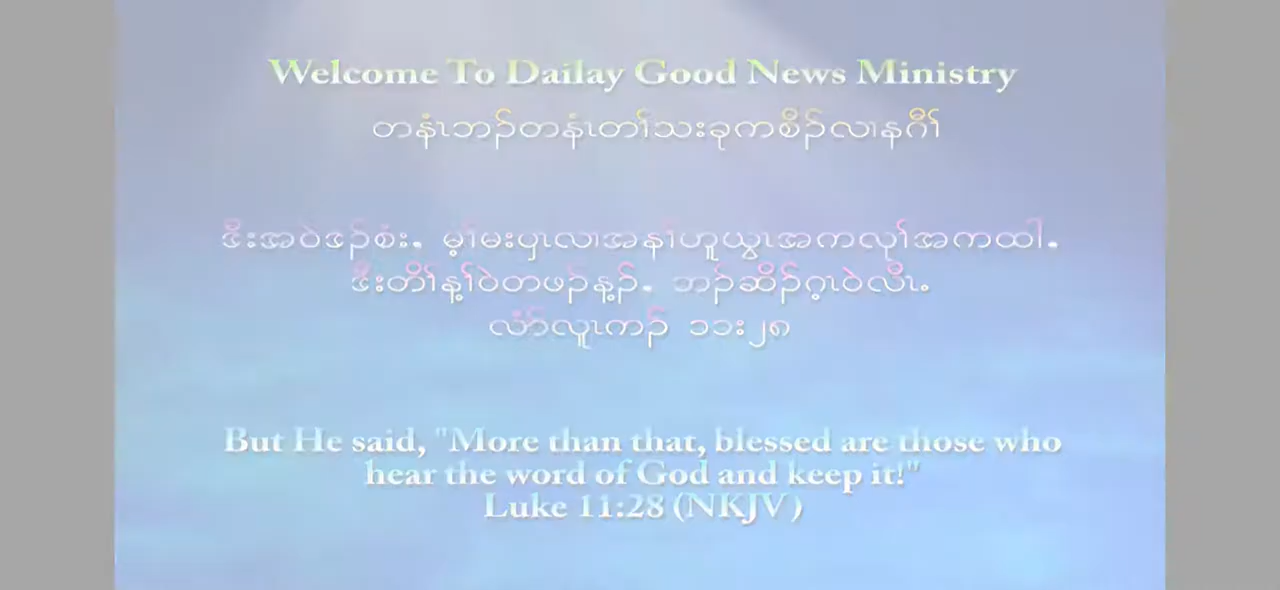 Welcome To Dailay Good News Ministry
တနံၤဘၣ်တနံၤတၢ်သးခုကစီၣ်လၢနဂီၢ်
ဒီးအဝဲဒၣ်စံး, မ့ၢ်မးပှၤလၢအနၢ်ဟူယွၤအကလုၢ်အကထါ,
ဒီးတိၢ်န့ၢ်ဝဲတဖၣ်န့ၣ်, ဘၣ်ဆိၣ်ဂ့ၤဝဲလီၤ.
လံာ်လူၤကၣ် ၁၁း၂၈
But He said, "More than that, blessed are those who
hear the word of God and keep it!"
Luke 11:28 (NKJV)